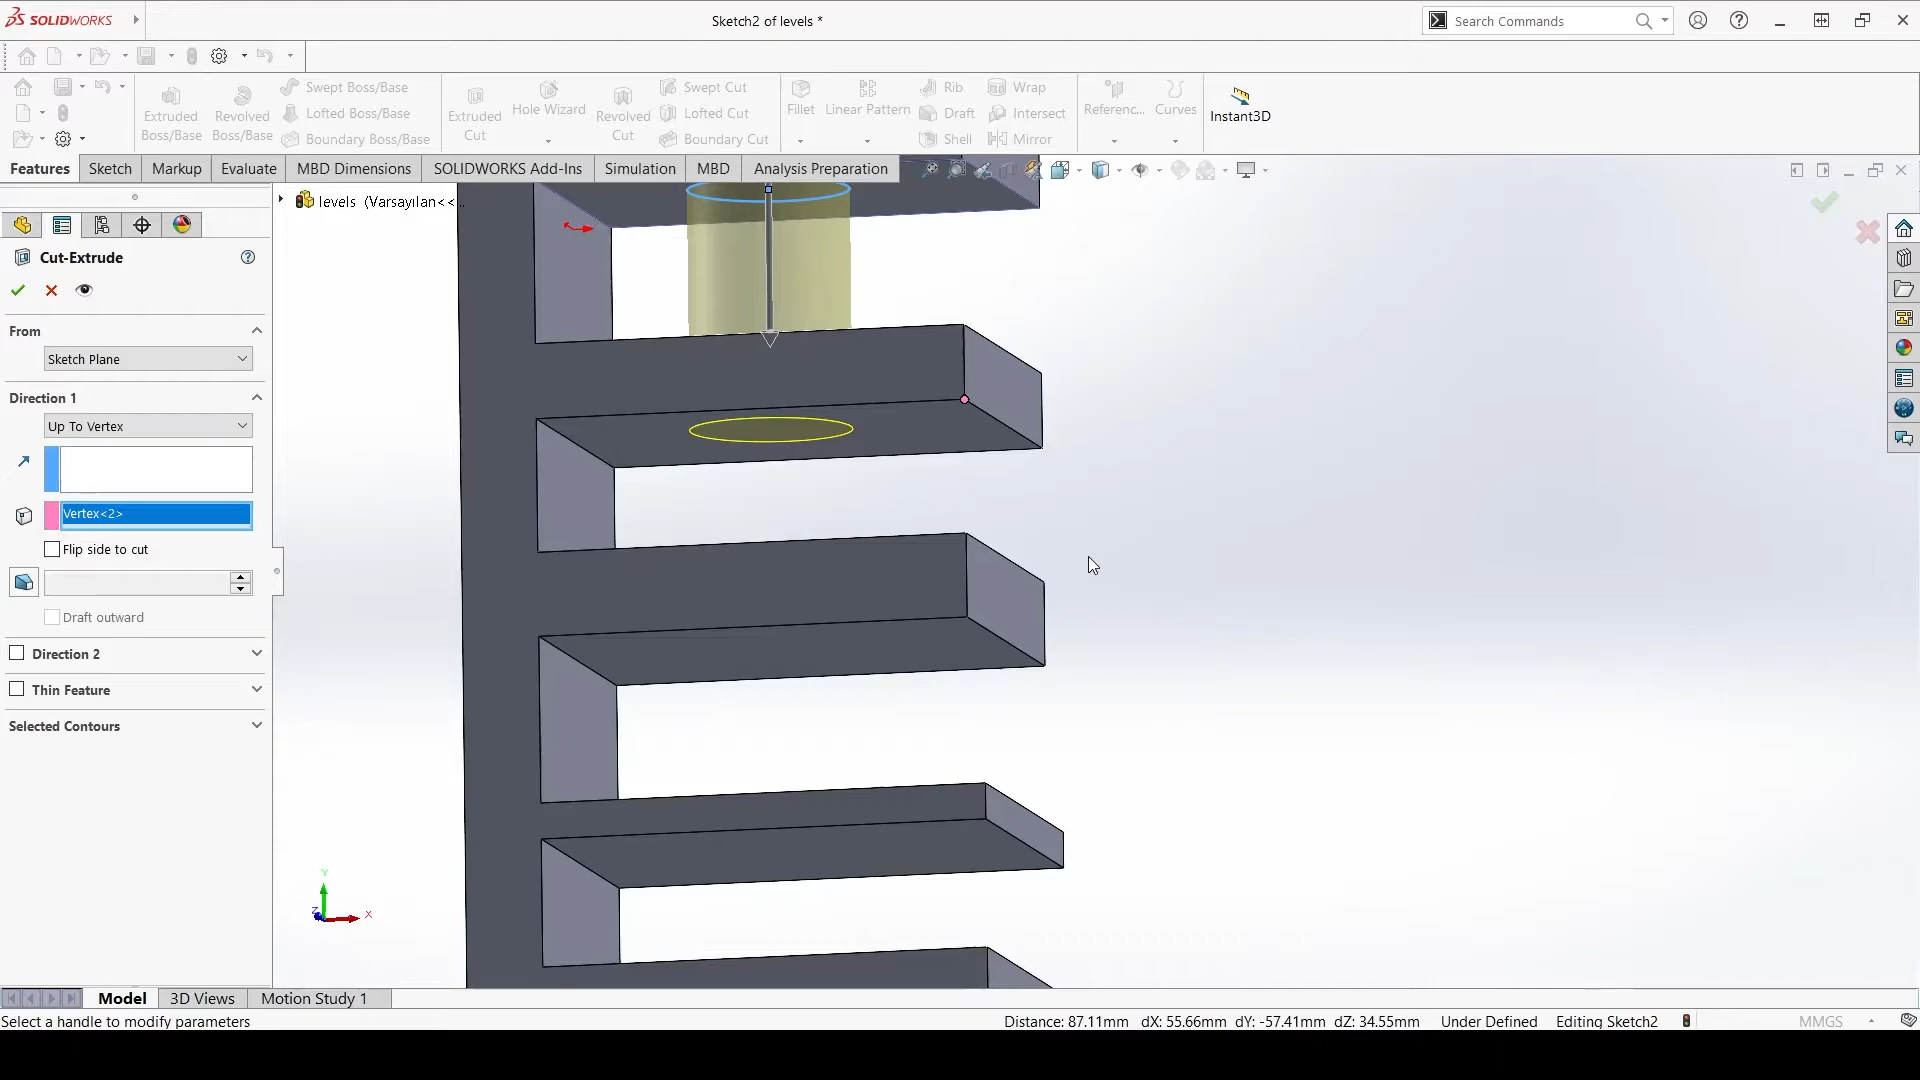 SOLIDWORKS
Sketch2 of levels *
Search Commands
Extruded Boss/Base
Revolved Boss/Base
Swept Boss/Base
Lofted Boss/Base
Boundary Boss/Base
Extruded Cut
Hole Wizard
Revolved Cut
Swept Cut
Lofted Cut
Boundary Cut
Fillet
Linear Pattern
Rib
Draft
Shell
Wrap
Intersect
Mirror
Referenc...
Curves
Instant3D
Features
Sketch
Markup
Evaluate
MBD Dimensions
SOLIDWORKS Add-Ins
Simulation
MBD
Analysis Preparation
levels (Varsayılan<<...
Cut-Extrude
From
Sketch Plane
Direction 1
Up To Vertex
Vertex<2>
Flip side to cut
Draft outward
Direction 2
Thin Feature
Selected Contours
Y
Z
X
Model
3D Views
Motion Study 1
Select a handle to modify parameters
Distance: 87.11mm dX: 55.66mm dY: -57.41mm dZ: 34.55mm
Under Defined
Editing Sketch2
MMGS